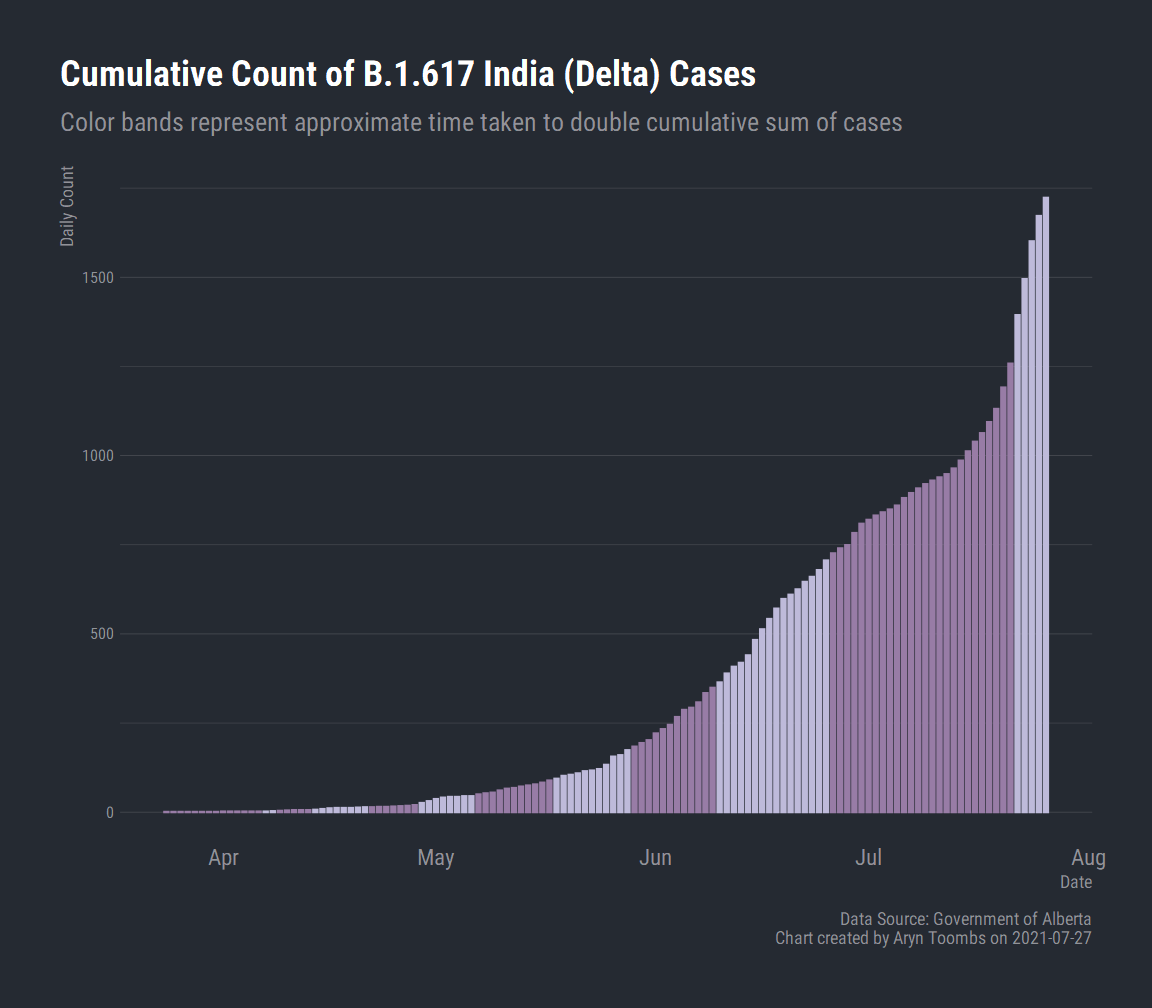 Cumulative Count of B.1.617 India (Delta) Cases
Color bands represent approximate time taken to double cumulative sum of cases
Daily Count
1500
1000
500
0
Apr May Jun Jul Aug
Date
Data Source: Government of Alberta
Chart created by Aryn Toombs on 2021-07-27